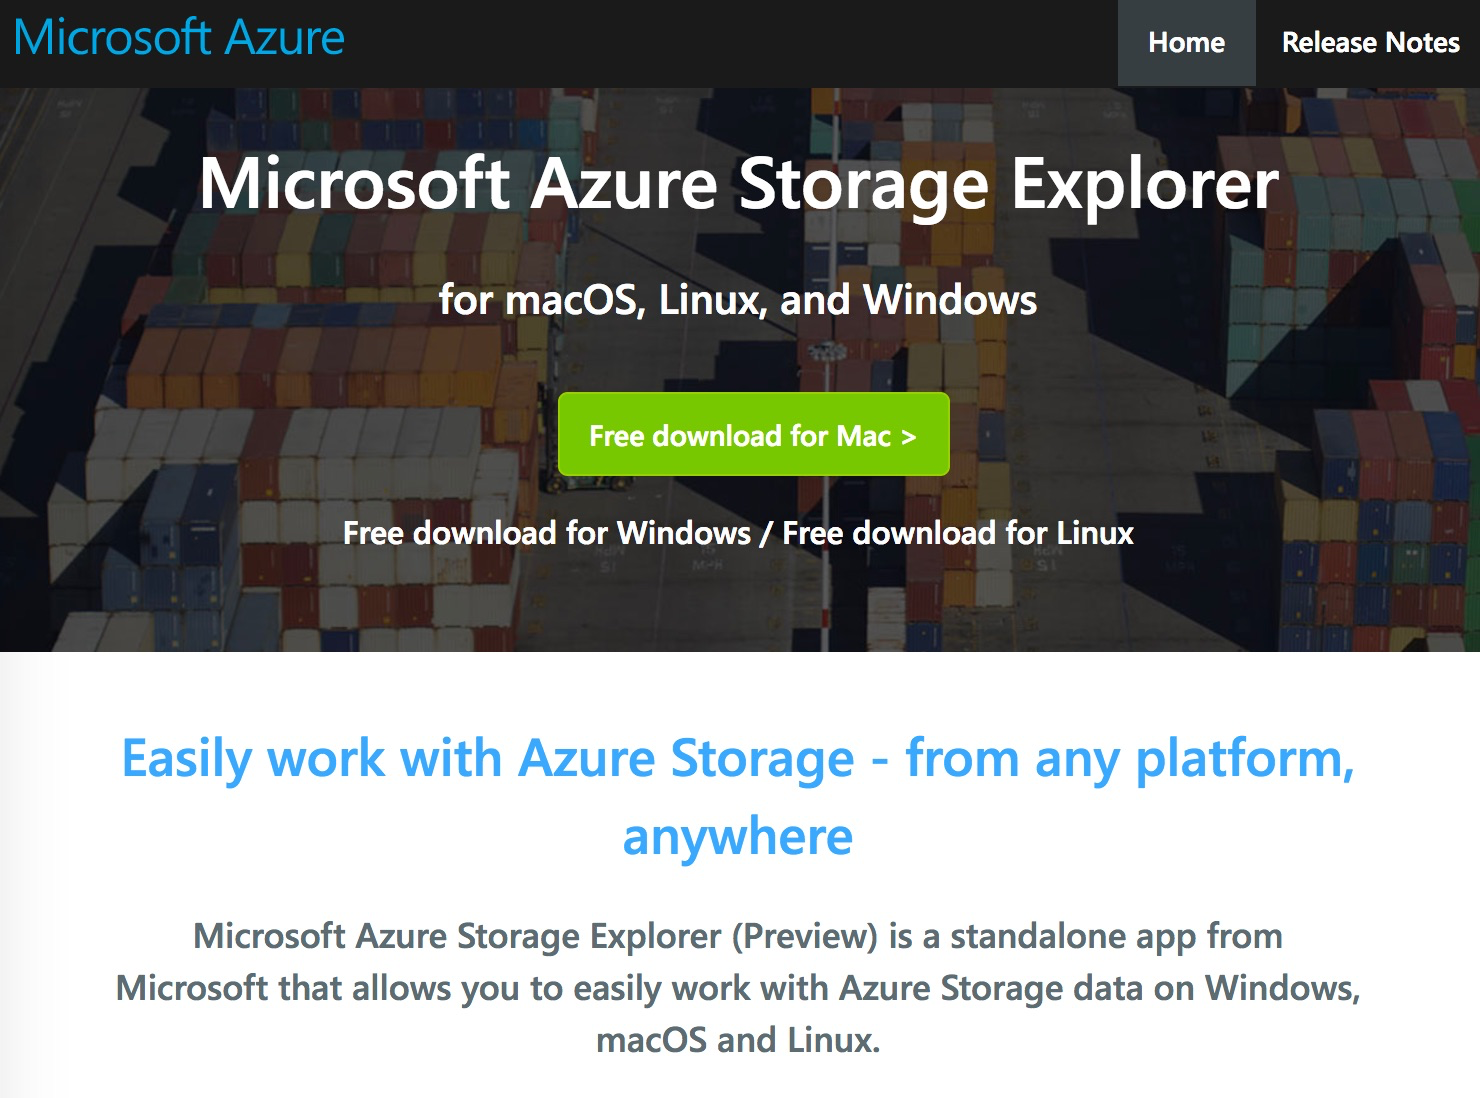 Microsoft Azure
Home
Release Notes
Microsoft Azure Storage Explorer
for macOS, Linux, and Windows
Free download for Mac >
Free download for Windows / Free download for Linux
Easily work with Azure Storage - from any platform,
anywhere
Microsoft Azure Storage Explorer (Preview) is a standalone app from
Microsoft that allows you to easily work with Azure Storage data on Windows,
macOS and Linux.